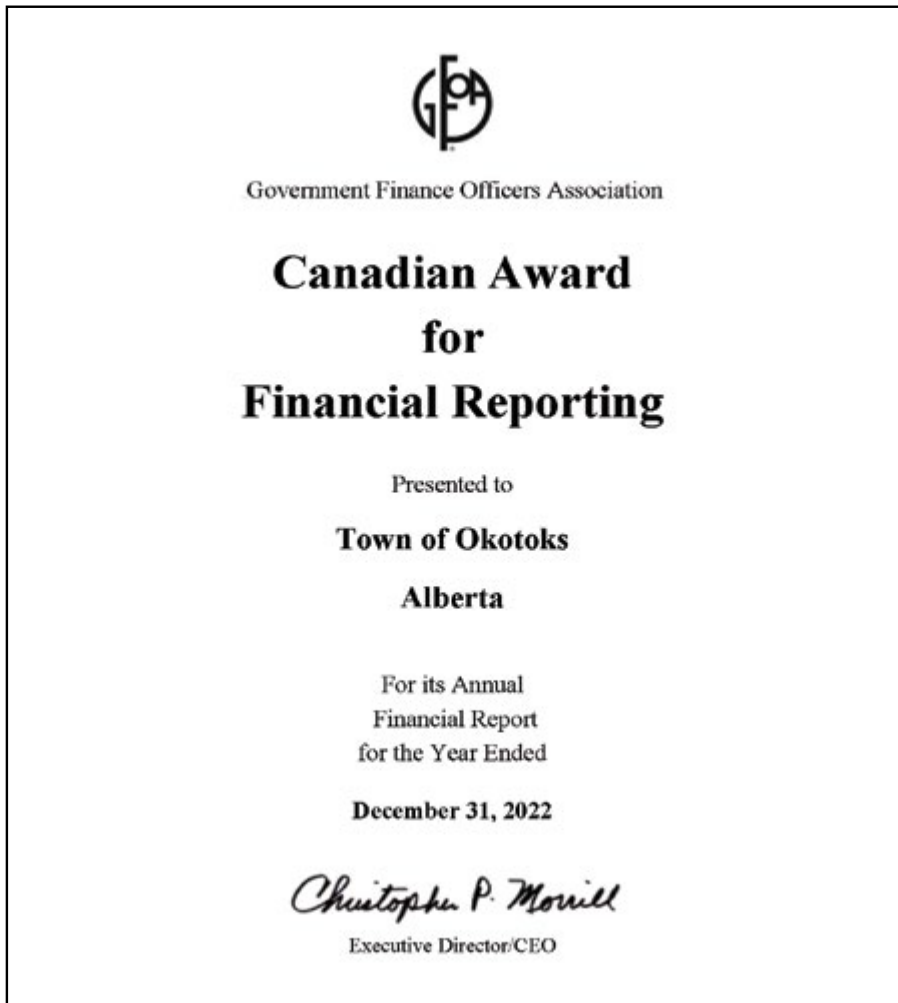 GFOA
Government Finance Officers Association
Canadian Award
for
Financial Reporting
Presented to
Town of Okotoks
Alberta
For its Annual
Financial Report
for the Year Ended
December 31, 2022
Christopher P. Morrill
Executive Director/CEO